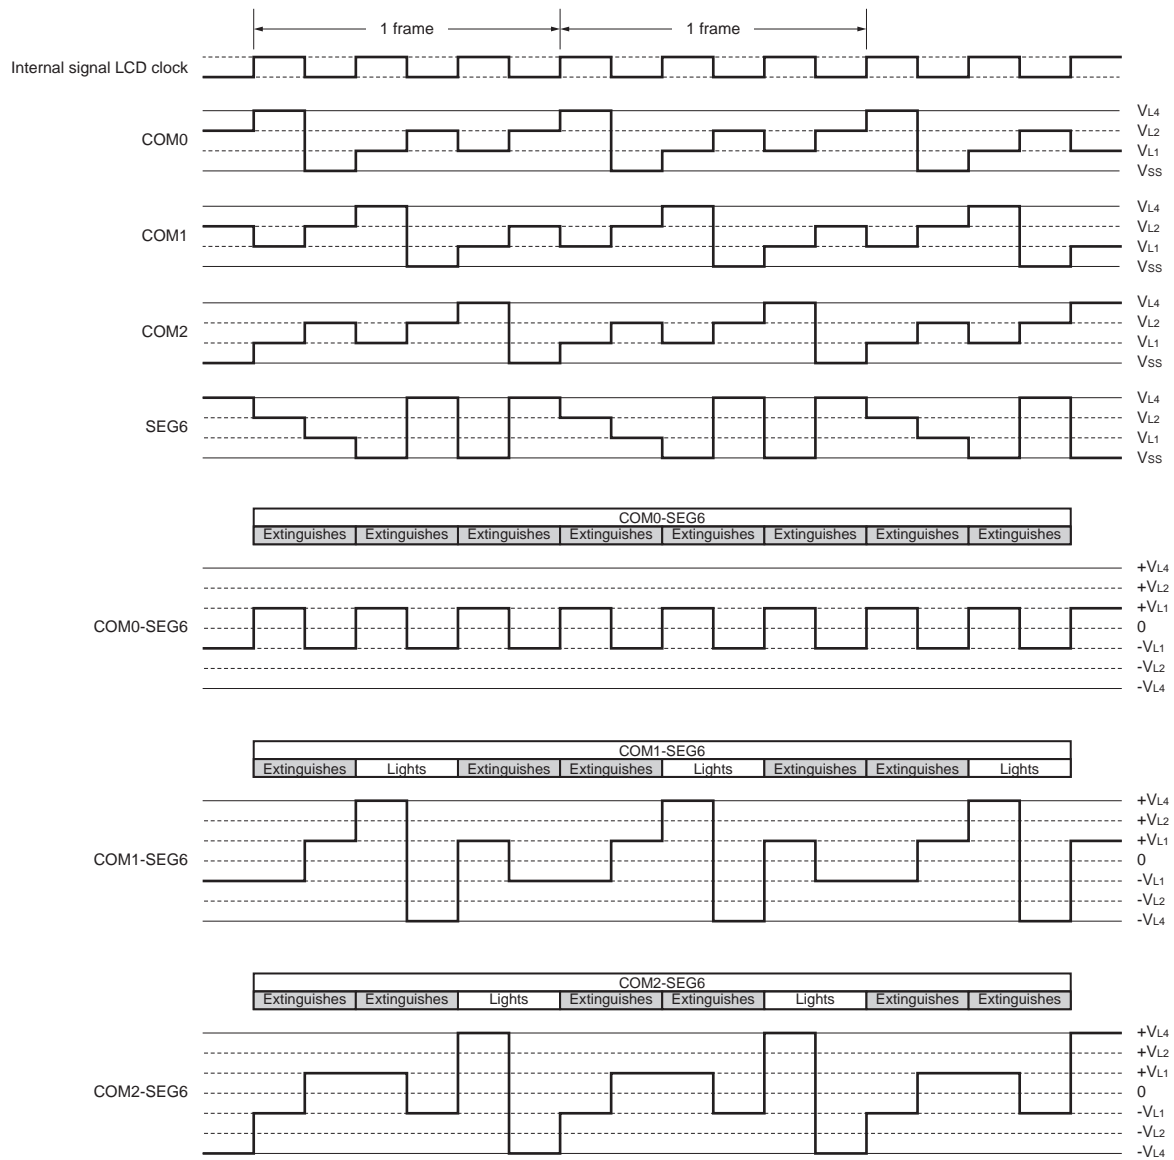 1 frame 1 frame
Internal signal LCD clock
COM0
VL4
VL2
VL1
VSS
COM1
VL4
VL2
VL1
VSS
COM2
VL4
VL2
VL1
VSS
SEG6
VL4
VL2
VL1
VSS
COM0-SEG6
Extinguishes Extinguishes Extinguishes Extinguishes Extinguishes Extinguishes Extinguishes Extinguishes
COM0-SEG6
+VL4
+VL2
+VL1
0
-VL1
-VL2
-VL4
COM1-SEG6
Extinguishes Lights Extinguishes Extinguishes Lights Extinguishes Extinguishes Lights
COM1-SEG6
+VL4
+VL2
+VL1
0
-VL1
-VL2
-VL4
COM2-SEG6
Extinguishes Extinguishes Lights Extinguishes Extinguishes Lights Extinguishes Extinguishes
COM2-SEG6
+VL4
+VL2
+VL1
0
-VL1
-VL2
-VL4